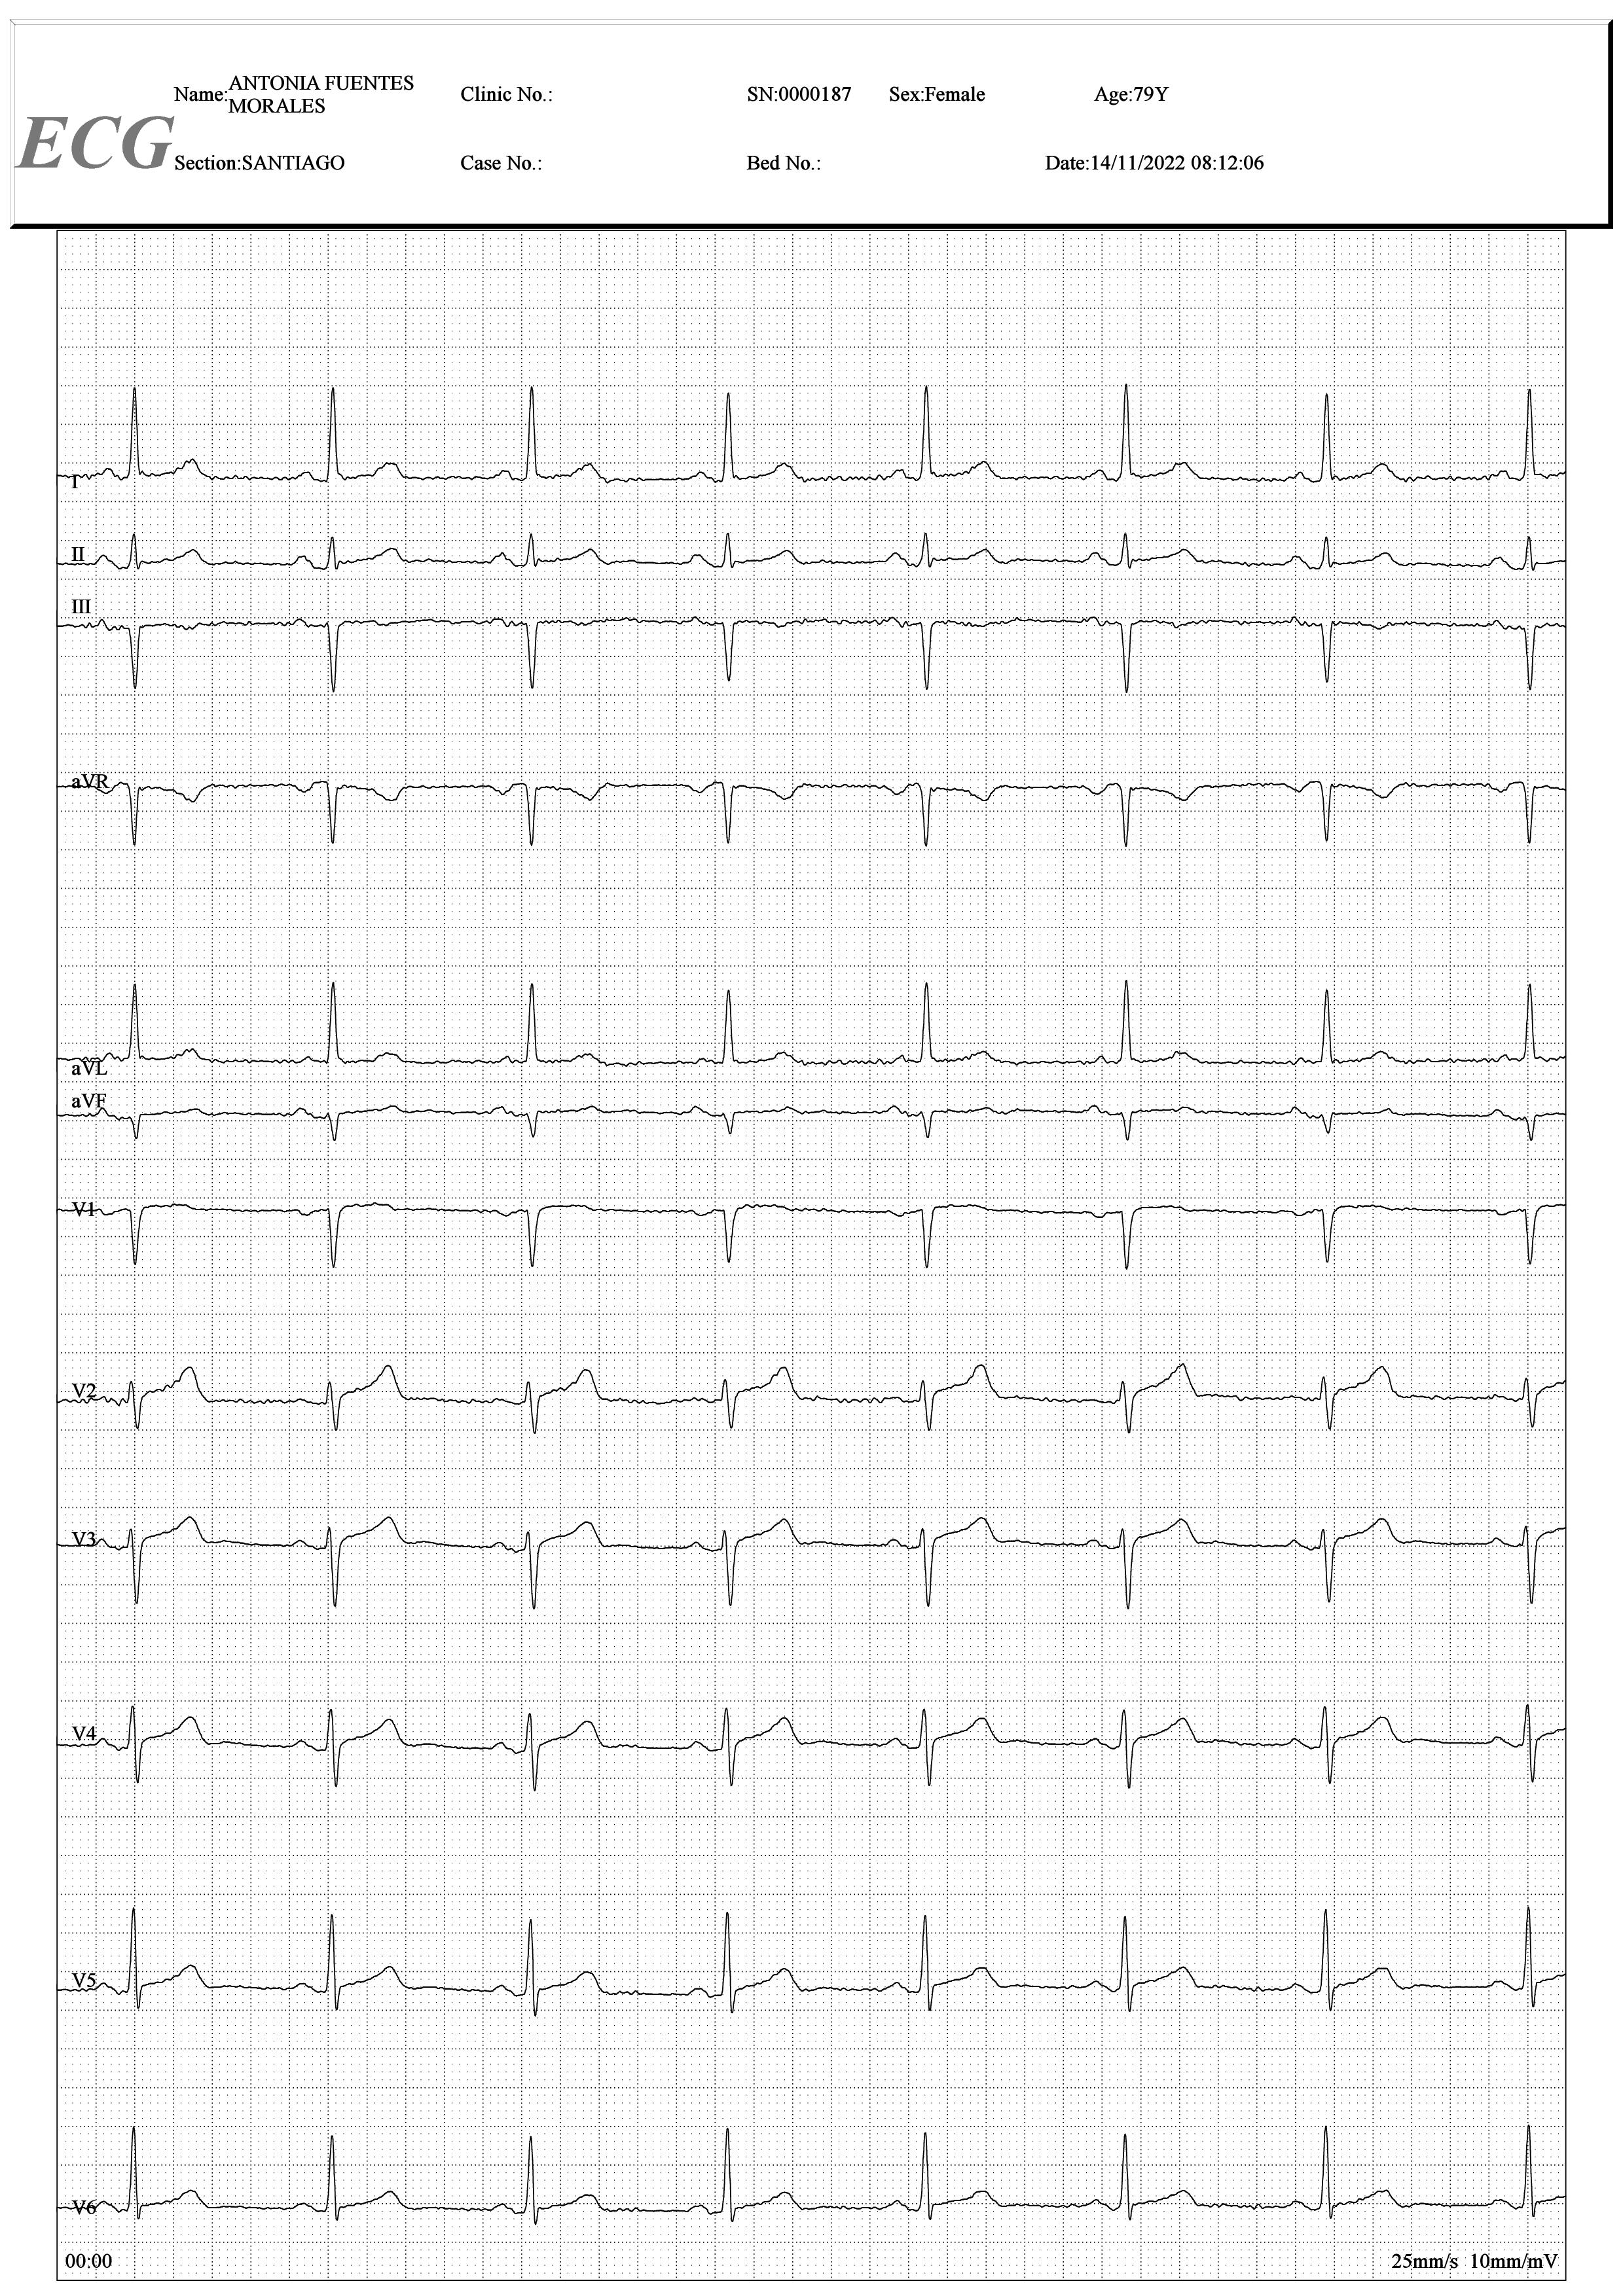 Name:ANTONIA FUENTES MORALES Clinic No.: SN:0000187 Sex:Female Age:79Y
ECG
Section:SANTIAGO Case No.: Bed No.: Date:14/11/2022 08:12:06
I
II
III
aVR
aVL
aVF
V1
V2
V3
V4
V5
V6
00:00 25mm/s 10mm/mV